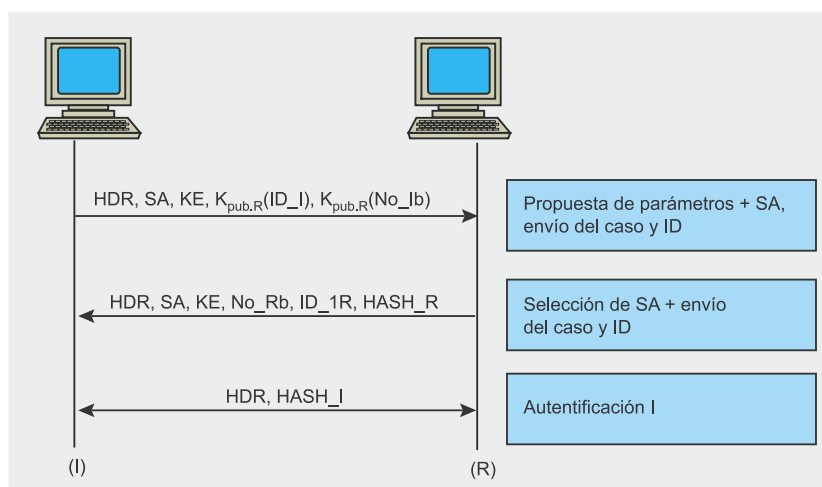 HDR, SA, KE, Kpub.R(ID_I), Kpub.R(No_Ib)
Propuesta de parámetros + SA,
envío del caso y ID
HDR, SA, KE, No_Rb, ID_1R, HASH_R
Selección de SA + envío
del caso y ID
HDR, HASH_I
Autentificación I
(I)
(R)